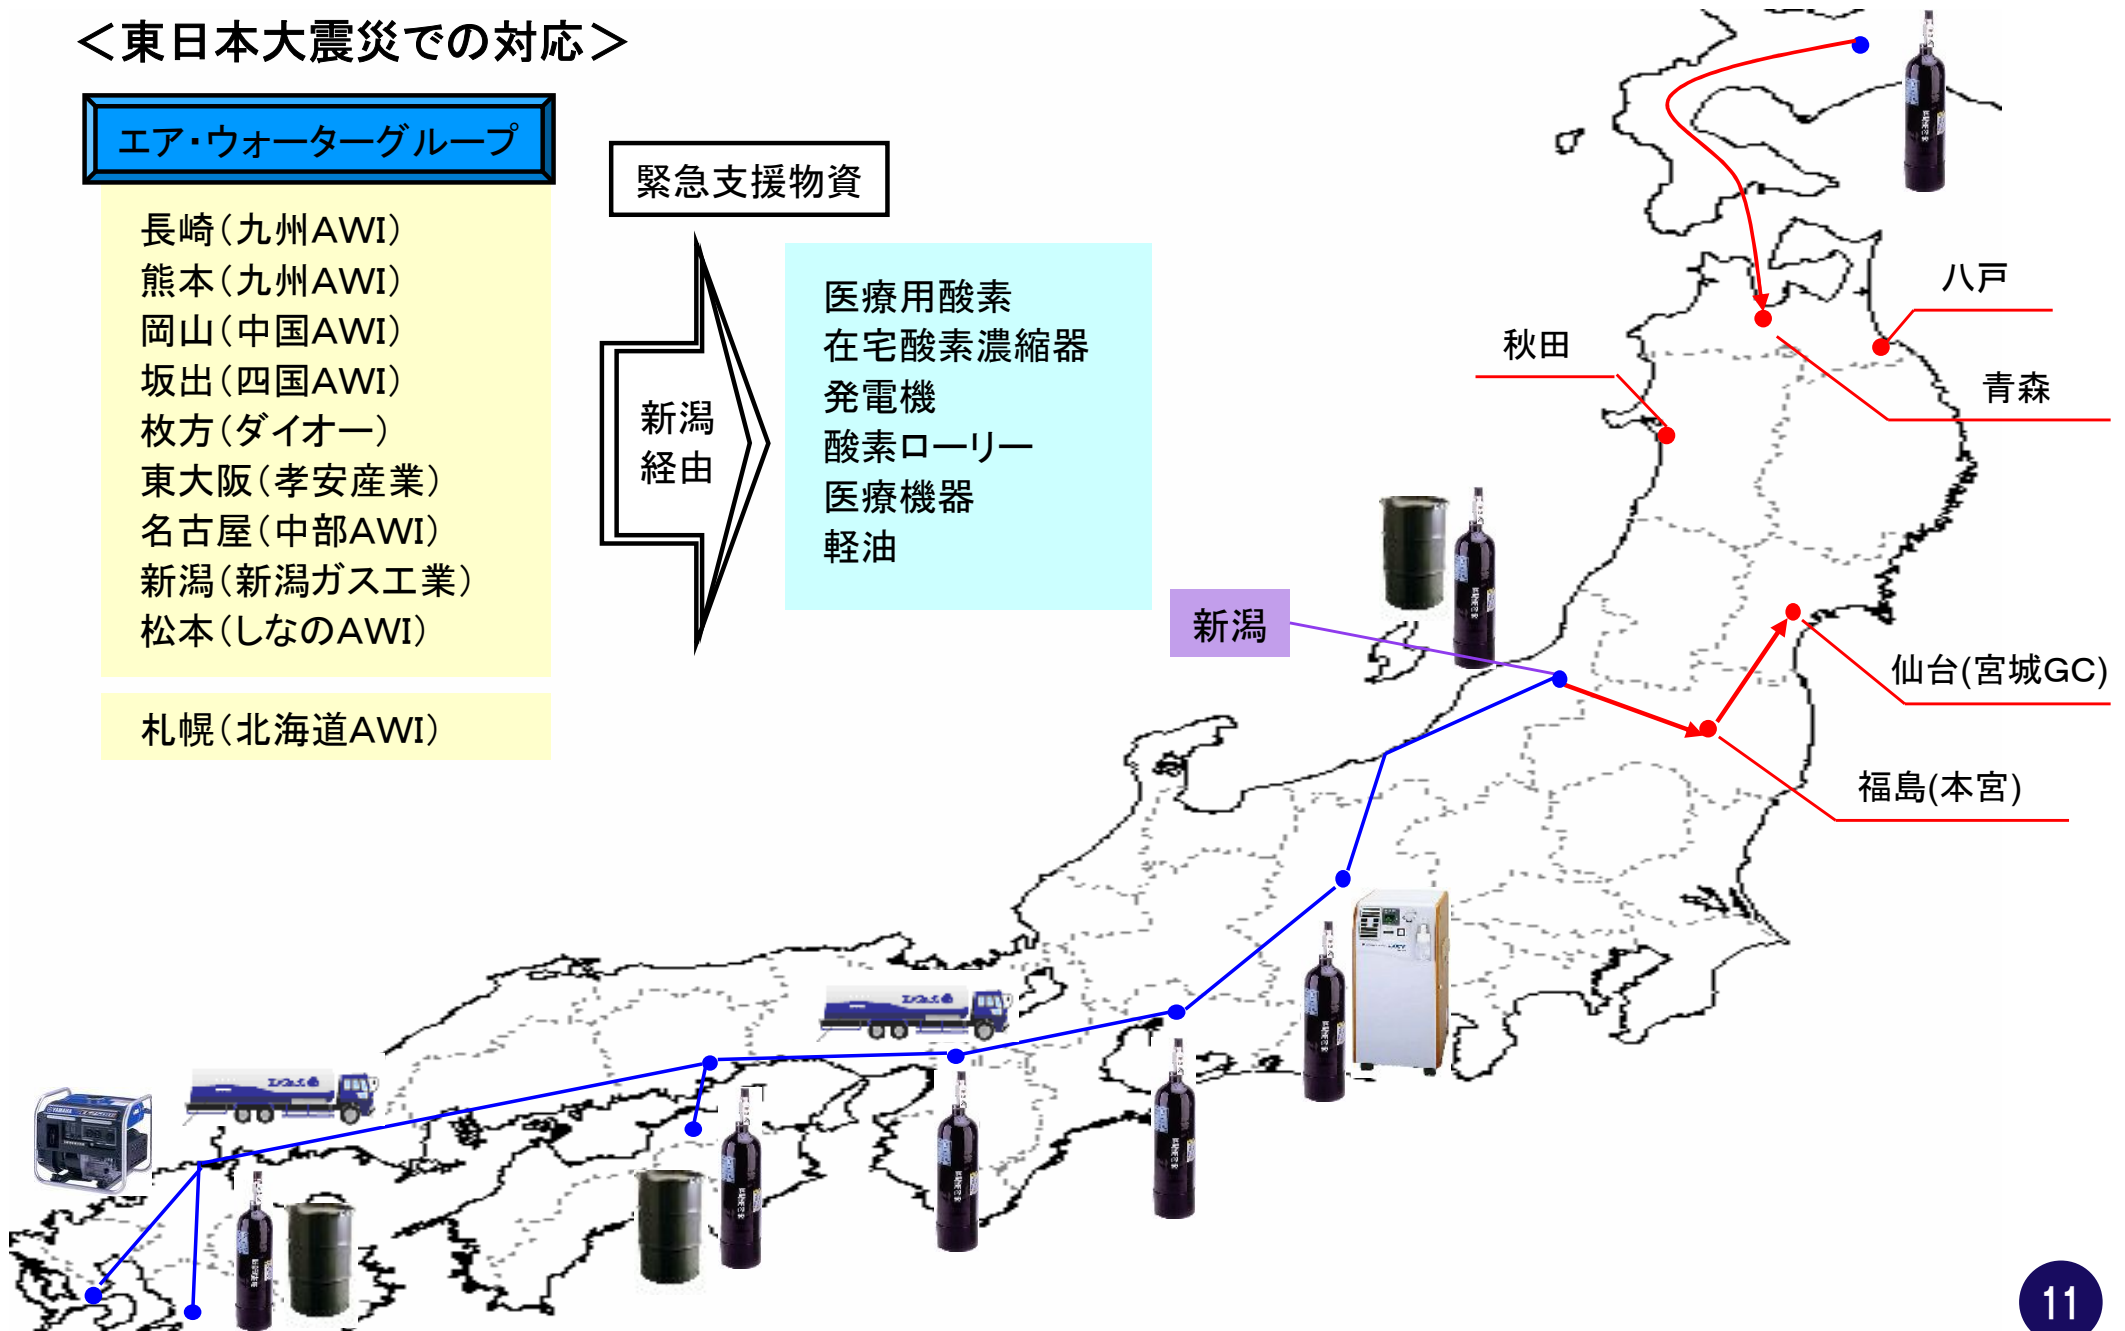 ＜東日本大震災での対応＞
エア・ウォーターグループ
長崎（九州AWI）
熊本（九州AWI）
岡山（中国AWI）
坂出（四国AWI）
枚方（ダイオー）
東大阪（孝安産業）
名古屋（中部AWI）
新潟（新潟ガス工業）
松本（しなのAWI）
札幌（北海道AWI）
緊急支援物資
新潟
経由
医療用酸素
在宅酸素濃縮器
発電機
酸素ローリー
医療機器
軽油
八戸
秋田
青森
新潟
仙台(宮城GC)
福島(本宮)
YAMAHA
11